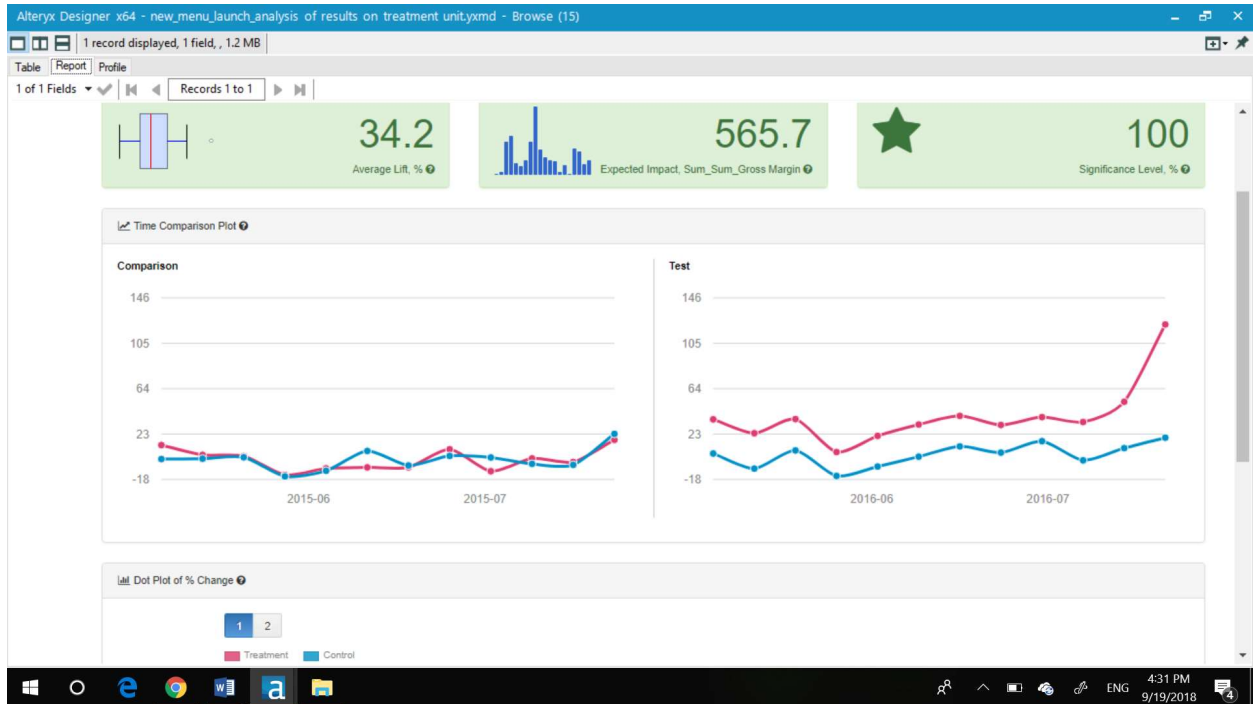 Alteryx Designer x64 - new_menu_launch_analysis of results on treatment unit.yxmd - Browse (15)
1 record displayed, 1 field, , 1.2 MB
Table Report Profile
1 of 1 Fields Records 1 to 1
34.2
Average Lift, %
565.7
Expected Impact, Sum_Sum_Gross Margin
100
Significance Level, %
Time Comparison Plot
Comparison
146
105
64
23
-18
2015-06 2015-07
Test
146
105
64
23
-18
2016-06 2016-07
Dot Plot of % Change
1 2
Treatment Control
ENG
4:31 PM
9/19/2018
4